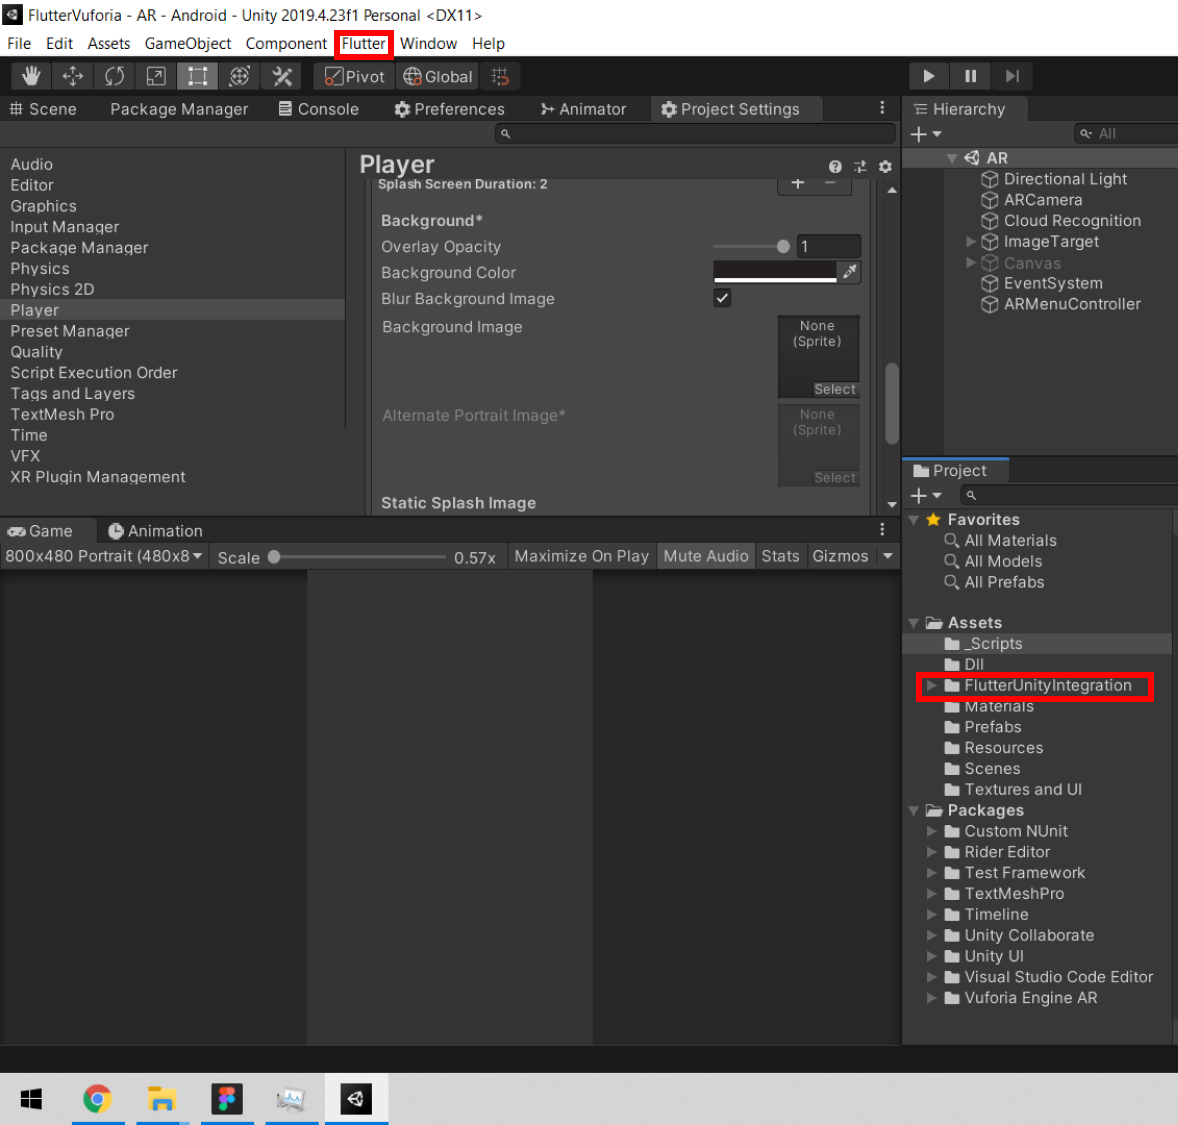 FlutterVuforia - AR - Android - Unity 2019.4.23f1 Personal <DX11>
File Edit Assets GameObject Component Flutter Window Help
Pivot Global
Scene Package Manager Console Preferences Animator Project Settings
Audio
Editor
Graphics
Input Manager
Package Manager
Physics
Physics 2D
Player
Preset Manager
Quality
Script Execution Order
Tags and Layers
TextMesh Pro
Time
VFX
XR Plugin Management
Player
Splash Screen Duration: 2
Background*
Overlay Opacity 1
Background Color
Blur Background Image
Background Image
None
(Sprite)
Select
Alternate Portrait Image*
None
(Sprite)
Select
Static Splash Image
Hierarchy
All
AR
Directional Light
ARCamera
Cloud Recognition
ImageTarget
Canvas
EventSystem
ARMenuController
Game Animation
800x480 Portrait (480x8 Scale 0.57x Maximize On Play Mute Audio Stats Gizmos
Project
Favorites
All Materials
All Models
All Prefabs
Assets
_Scripts
Dll
FlutterUnityIntegration
Materials
Prefabs
Resources
Scenes
Textures and UI
Packages
Custom NUnit
Rider Editor
Test Framework
TextMeshPro
Timeline
Unity Collaborate
Unity UI
Visual Studio Code Editor
Vuforia Engine AR